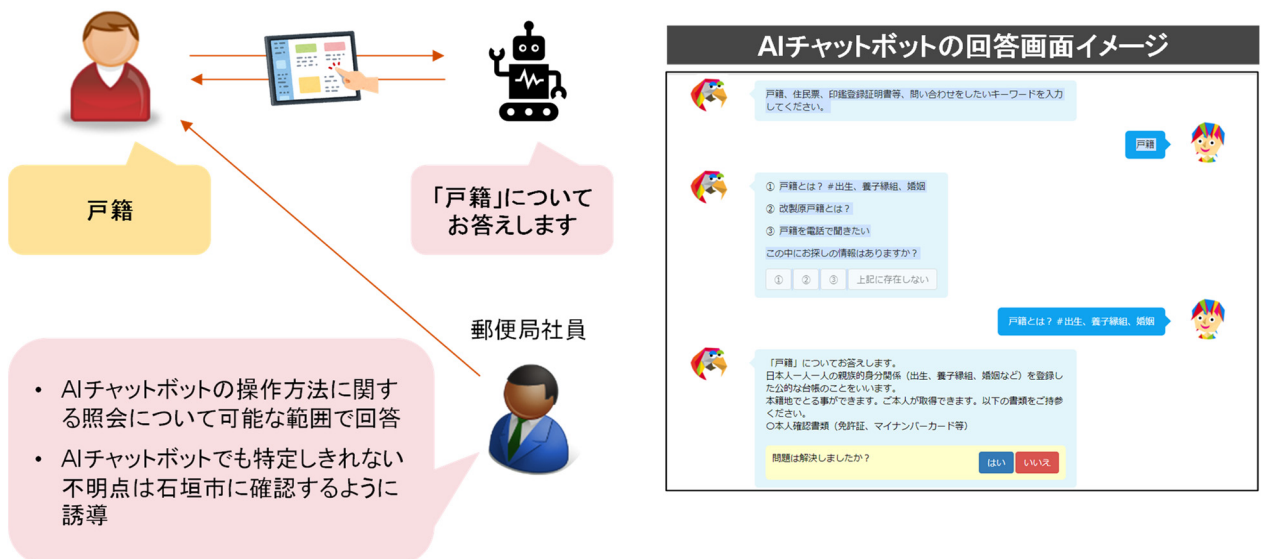 戸籍
「戸籍」について
お答えします
郵便局社員
• AIチャットボットの操作方法に関す
る照会について可能な範囲で回答
• AIチャットボットでも特定しきれない
不明点は石垣市に確認するように
誘導
AIチャットボットの回答画面イメージ
戸籍、住民票、印鑑登録証明書等、問い合わせをしたいキーワードを入力
してください。
戸籍
① 戸籍とは？ #出生、養子縁組、婚姻
② 改製原戸籍とは？
③ 戸籍を電話で聞きたい
この中にお探しの情報はありますか？
① ② ③ 上記に存在しない
戸籍とは？ #出生、養子縁組、婚姻
「戸籍」についてお答えします。
日本人一人一人の親族的身分関係（出生、養子縁組、婚姻など）を登録し
た公的な台帳のことをいいます。
本籍地でとる事ができます。ご本人が取得できます。以下の書類をご持参
ください。
○本人確認書類（免許証、マイナンバーカード等）
問題は解決しましたか？ はい いいえ